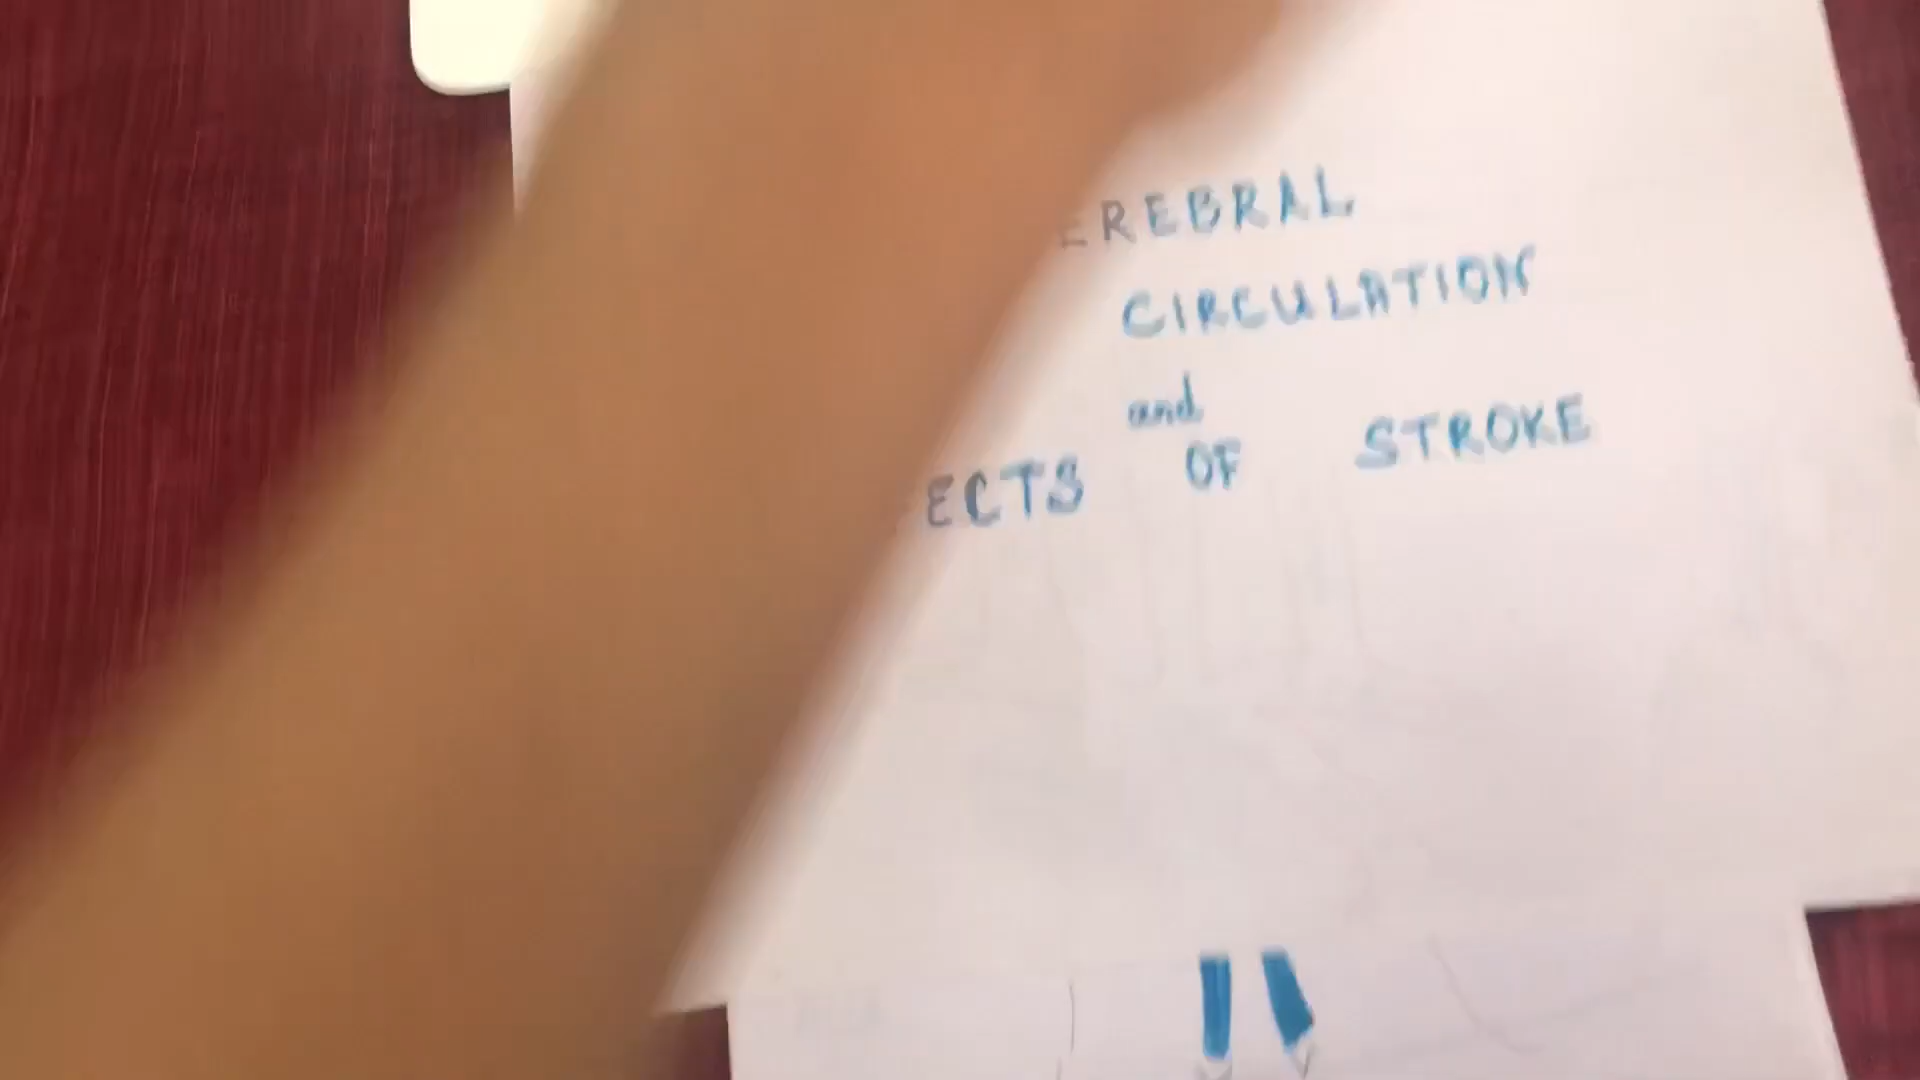 EREBRAL
CIRCULATION
and
ECTS OF STROKE